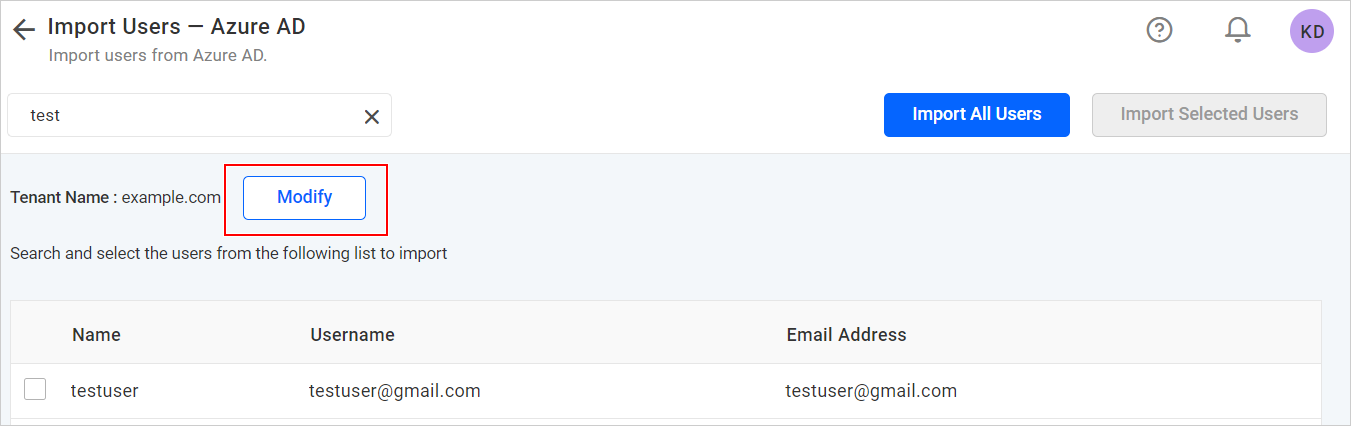 Import Users — Azure AD
Import users from Azure AD.
KD
test
Import All Users
Import Selected Users
Tenant Name : example.com
Modify
Search and select the users from the following list to import
Name Username Email Address
testuser testuser@gmail.com testuser@gmail.com